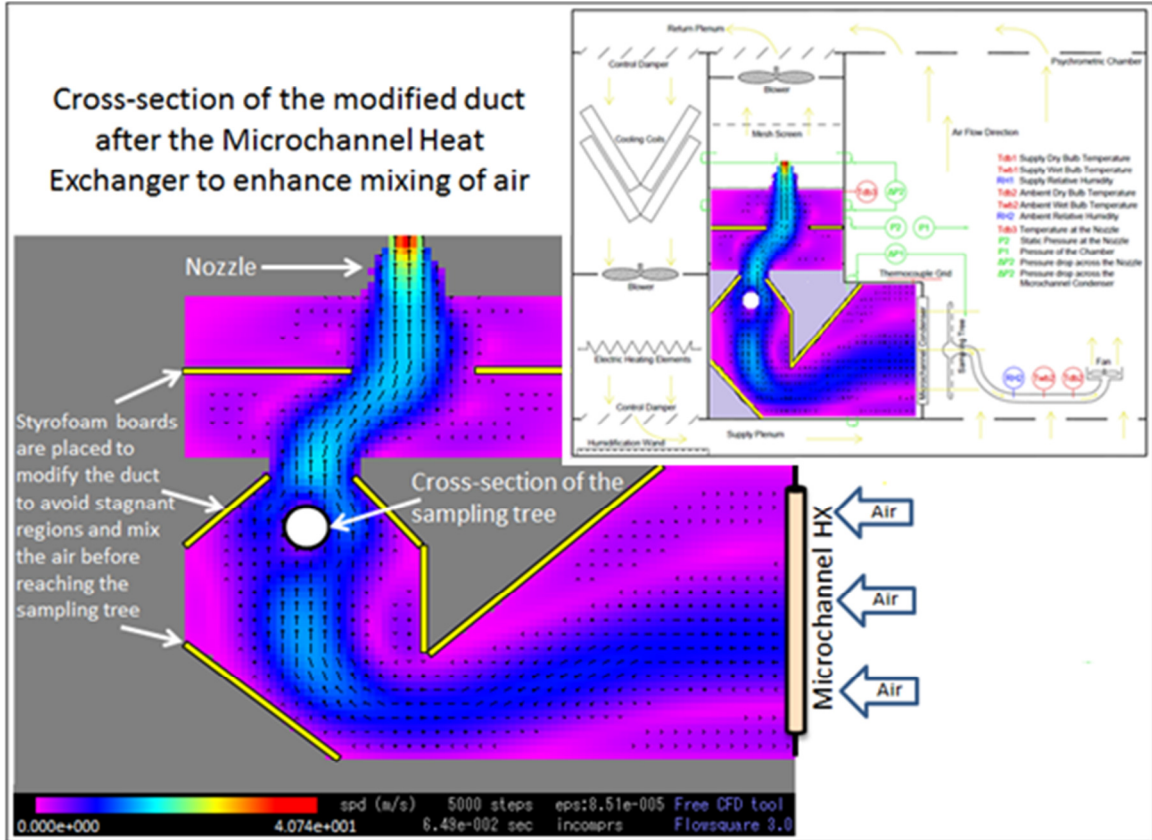 Cross-section of the modified duct
after the Microchannel Heat
Exchanger to enhance mixing of air
Return Plenum
Control Damper
Psychrometric Chamber
Blower
Cooling Coils
Mesh Screen
Air Flow Direction
Tdb1 Supply Dry Bulb Temperature
Twb1 Supply Wet Bulb Temperature
RH1 Supply Relative Humidity
Tdb2 Ambient Dry Bulb Temperature
Twb2 Ambient Wet Bulb Temperature
RH2 Ambient Relative Humidity
Tdb3 Temperature at the Nozzle
P2 Static Pressure at the Nozzle
P1 Pressure of the Chamber
ΔP2 Pressure drop across the Nozzle
ΔP2 Pressure drop across the
Microchannel Condenser
Tdb3
ΔP2
P2
P1
ΔP1
Thermocouple Grid
Blower
Microchannel Condenser
Sampling Tree
Fan
Electric Heating Elements
RH2
Twb2
Tdb2
Control Damper
Supply Plenum
Humidification Wand
Nozzle
Styrofoam boards
are placed to
modify the duct
to avoid stagnant
regions and mix
the air before
reaching the
sampling tree
Cross-section of the
sampling tree
Microchannel HX
Air
Air
Air
spd (m/s) 5000 steps eps:8.51e-005 Free CFD tool
0.000e+000 4.074e+001 6.49e-002 sec incomprs Flowsquare 3.0